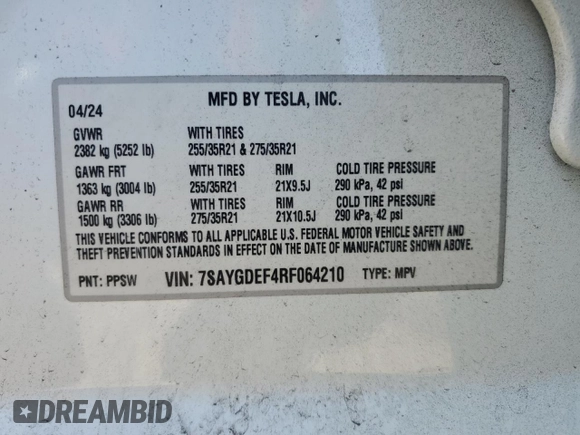 MFD BY TESLA, INC.
04/24
GVWR WITH TIRES
2382 kg (5252 lb) 255/35R21 & 275/35R21
GAWR FRT WITH TIRES RIM COLD TIRE PRESSURE
1363 kg (3004 lb) 255/35R21 21X9.5J 290 kPa, 42 psi
GAWR RR WITH TIRES RIM COLD TIRE PRESSURE
1500 kg (3306 lb) 275/35R21 21X10.5J 290 kPa, 42 psi
THIS VEHICLE CONFORMS TO ALL APPLICABLE U.S. FEDERAL MOTOR VEHICLE SAFETY AND
THEFT PREVENTION STANDARDS IN EFFECT ON THE DATE OF MANUFACTURE SHOWN ABOVE.
PNT: PPSW VIN: 7SAYGDEF4RF064210 TYPE: MPV
DREAMBID